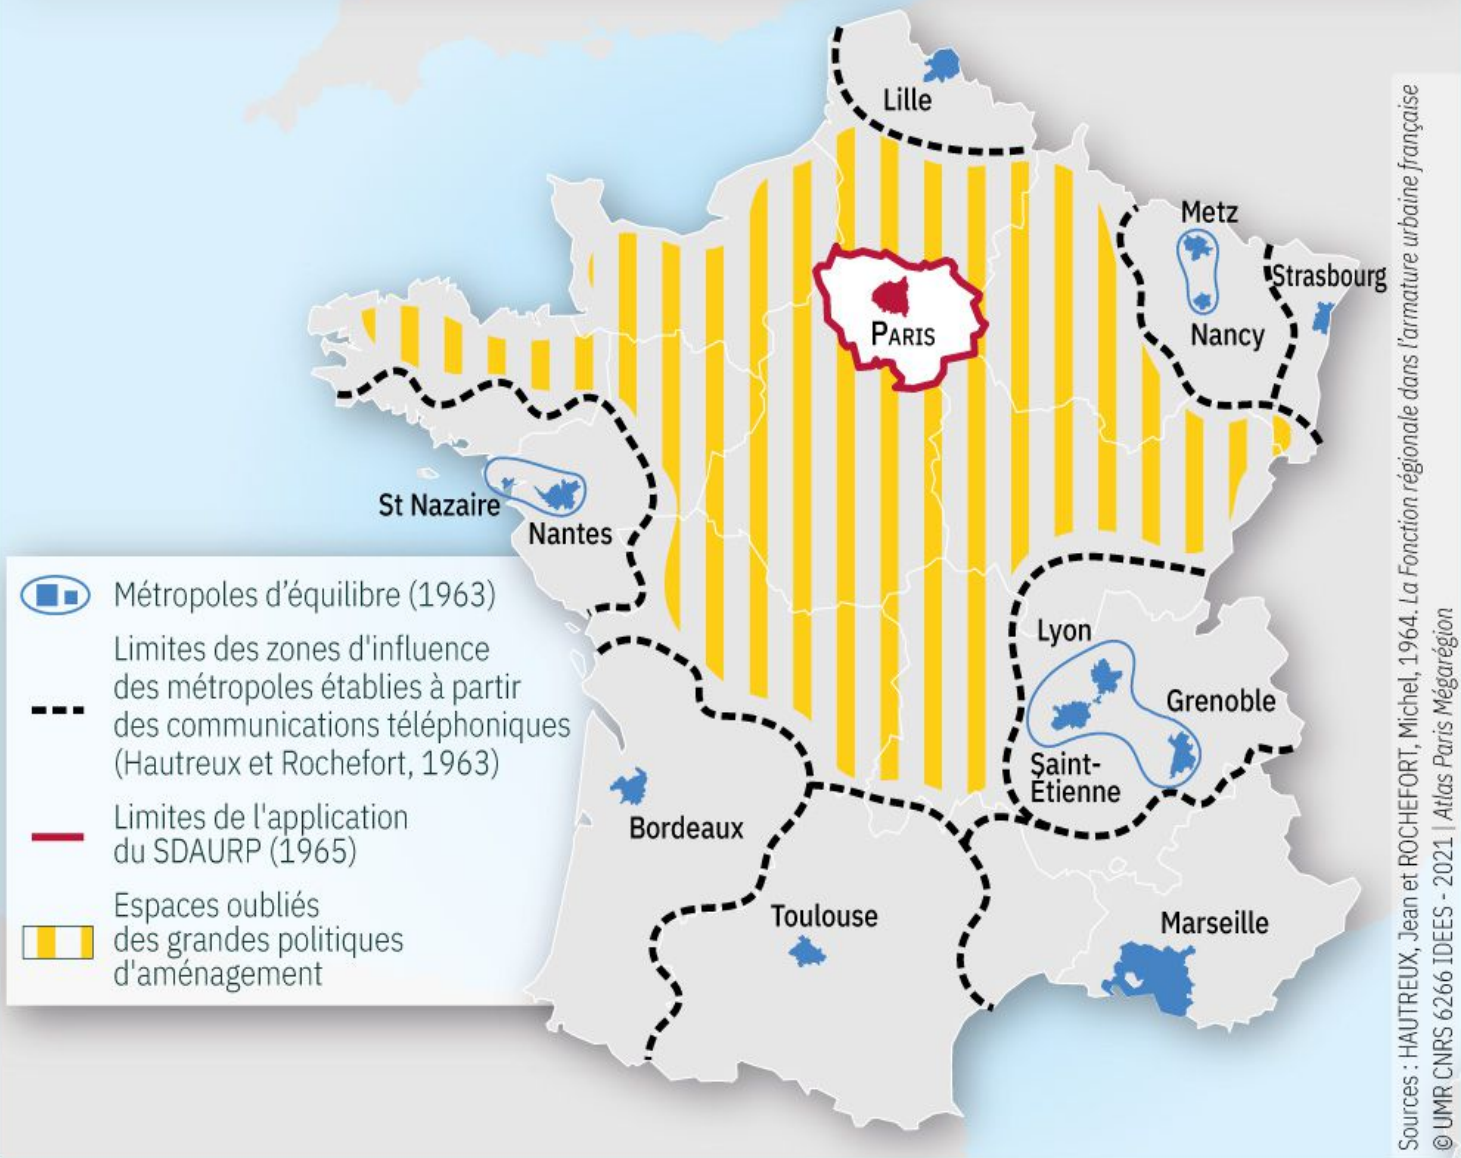 Lille
Metz
Strasbourg
Nancy
PARIS
St Nazaire
Nantes
Lyon
Grenoble
Saint-
Étienne
Bordeaux
Toulouse
Marseille
Métropoles d'équilibre (1963)
Limites des zones d'influence
des métropoles établies à partir
des communications téléphoniques
(Hautreux et Rochefort, 1963)
Limites de l'application
du SDAURP (1965)
Espaces oubliés
des grandes politiques
d'aménagement
Sources : HAUTREUX, Jean et ROCHEFORT, Michel, 1964. La Fonction régionale dans l'armature urbaine française
© UMR CNRS 6266 IDEES - 2021 | Atlas Paris Mégarégion